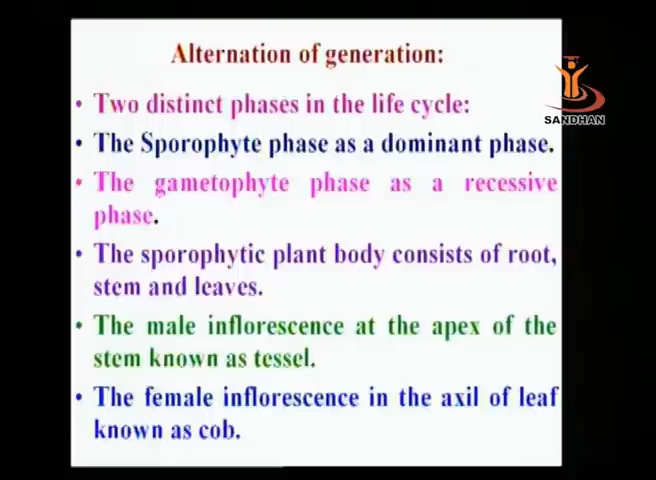 Alternation of generation:
• Two distinct phases in the life cycle:
• The Sporophyte phase as a dominant phase.
• The gametophyte phase as a recessive
phase.
• The sporophytic plant body consists of root,
stem and leaves.
• The male inflorescence at the apex of the
stem known as tessel.
• The female inflorescence in the axil of leaf
known as cob.
SANDHAN